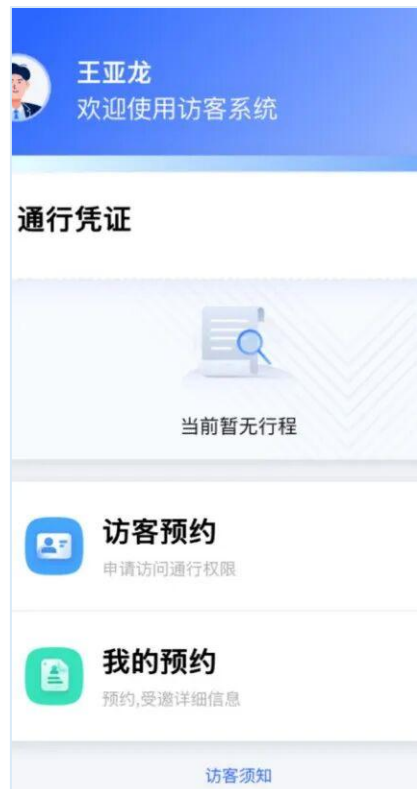 王亚龙
欢迎使用访客系统
通行凭证
当前暂无行程
访客预约
申请访问通行权限
我的预约
预约,受邀详细信息
访客须知